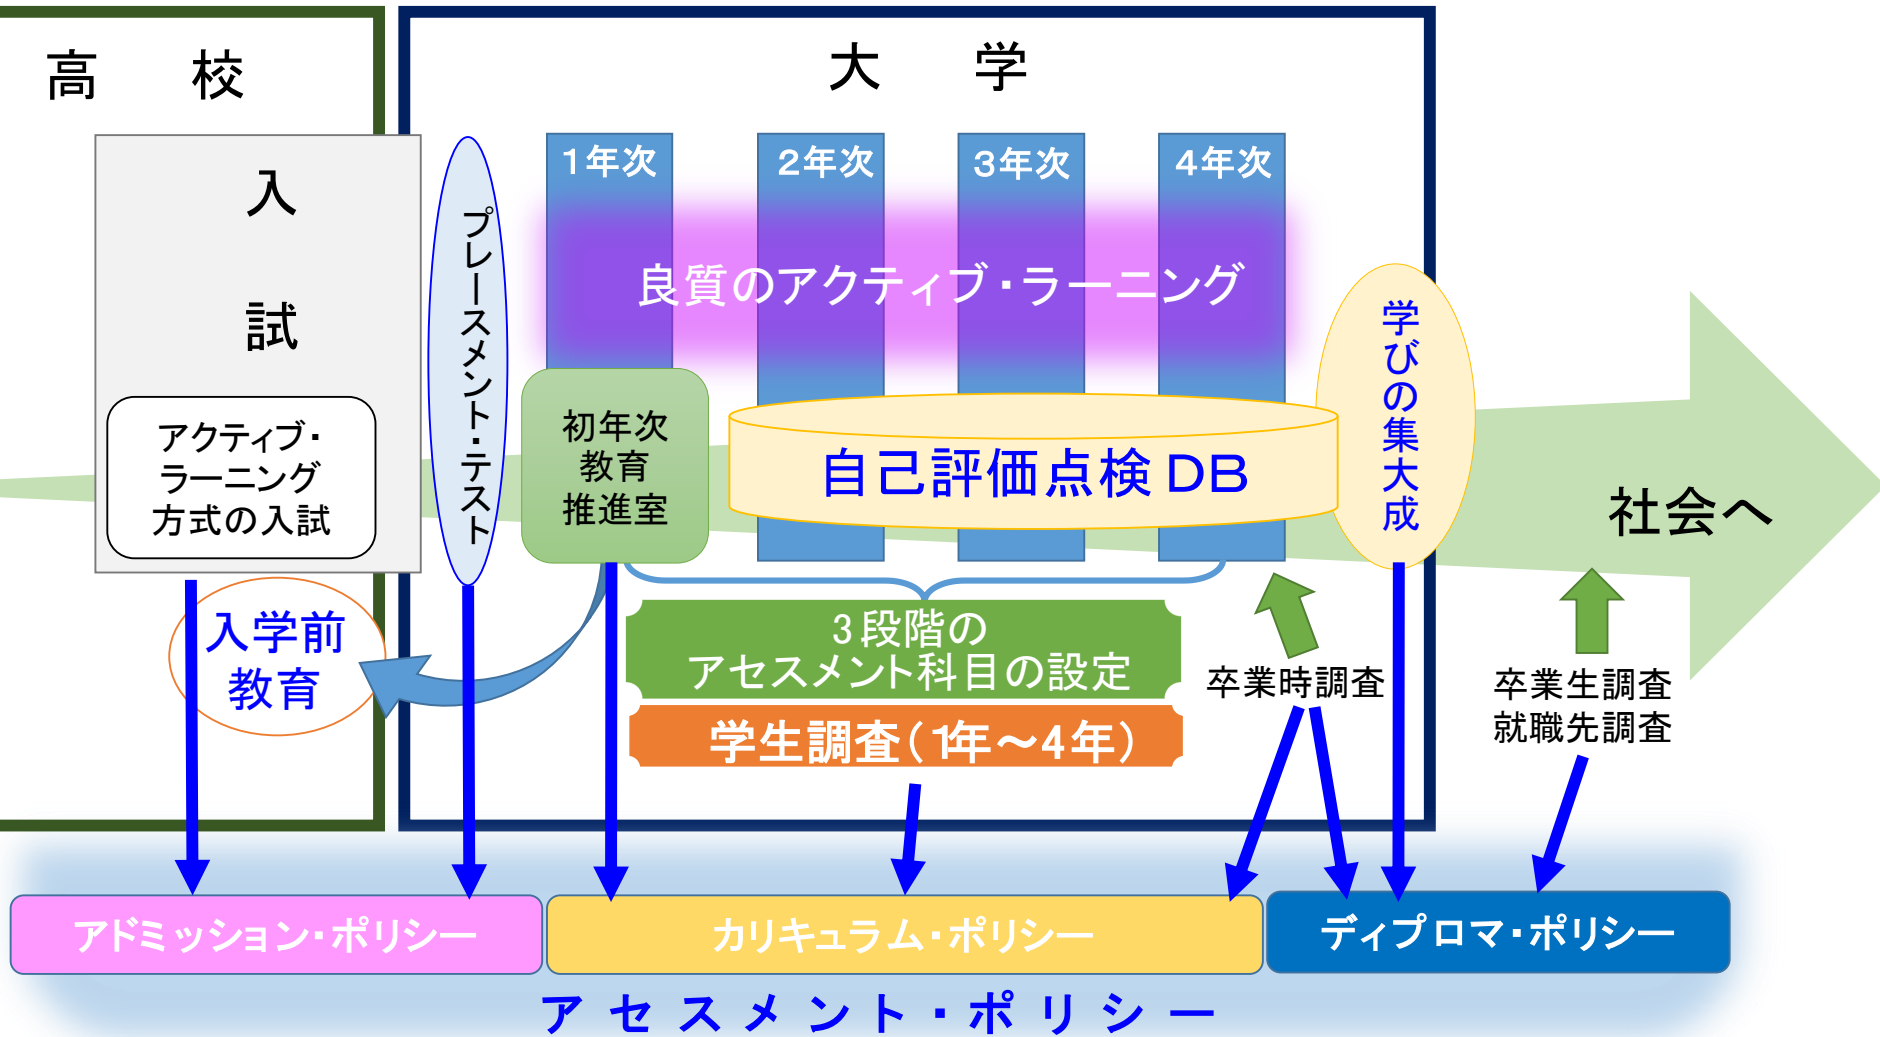 高　校
大　学
入
試
アクティブ・
ラーニング
方式の入試
プレースメント・テスト
1年次
2年次
3年次
4年次
良質のアクティブ・ラーニング
初年次
教育
推進室
自己評価点検DB
学びの集大成
社会へ
入学前
教育
3段階の
アセスメント科目の設定
学生調査（1年～4年）
卒業時調査
卒業生調査
就職先調査
アドミッション・ポリシー
カリキュラム・ポリシー
ディプロマ・ポリシー
アセスメント・ポリシー